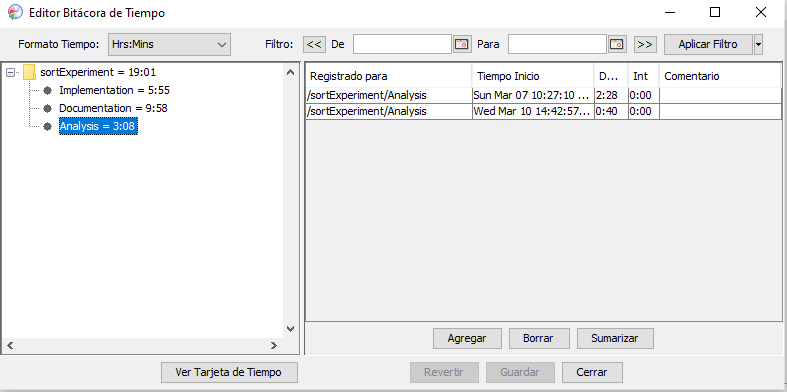 Editor Bitácora de Tiempo
Formato Tiempo: Hrs:Mins Filtro: << De Para >> Aplicar Filtro
sortExperiment = 19:01
Implementation = 5:55
Documentation = 9:58
Analysis = 3:08
Registrado para Tiempo Inicio D... Int Comentario
/sortExperiment/Analysis Sun Mar 07 10:27:10 ... 2:28 0:00
/sortExperiment/Analysis Wed Mar 10 14:42:57... 0:40 0:00
Agregar Borrar Sumarizar
Ver Tarjeta de Tiempo Revertir Guardar Cerrar